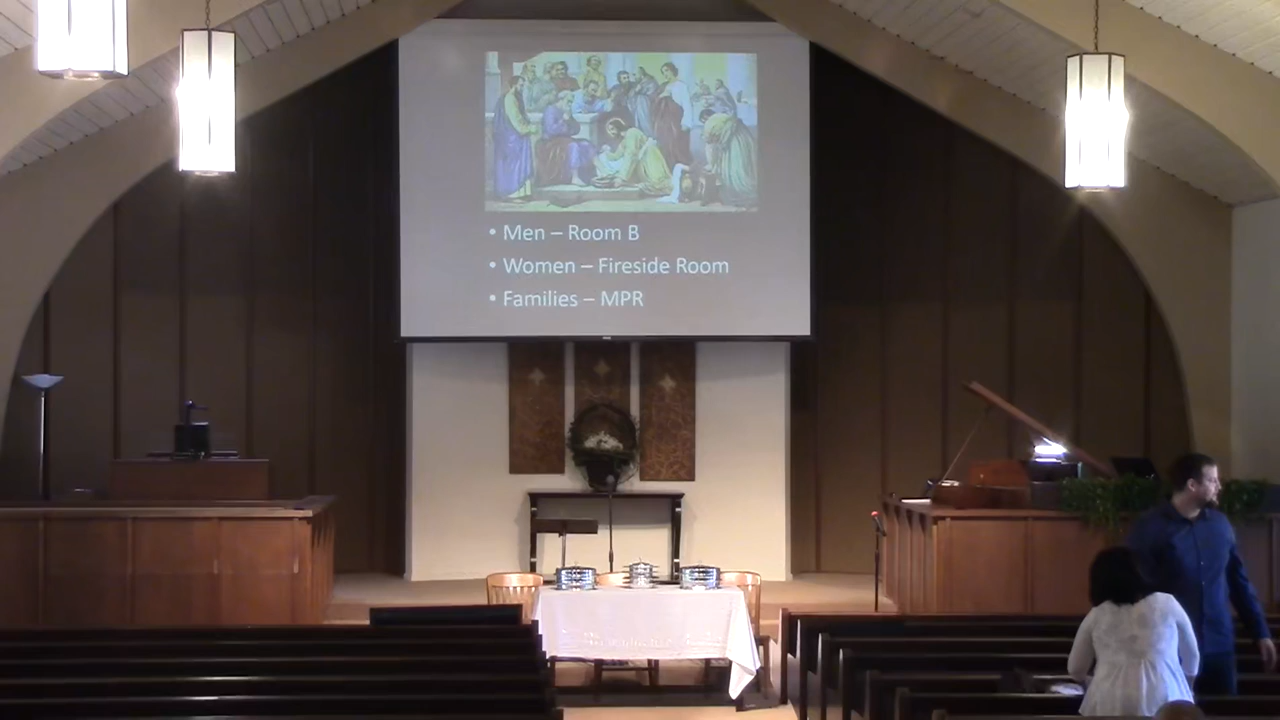 • Men – Room B
• Women – Fireside Room
• Families – MPR